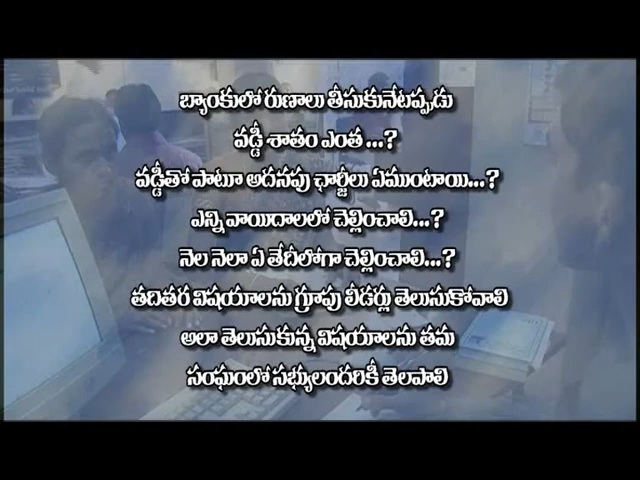 బ్యాంకులో రుణాలు తీసుకునేటప్పడు
వడ్డీ శాతం ఎంత ...?
వడ్డీతో పాటూ అదనపు ఛార్జీలు ఏముంటాయి...?
ఎన్ని వాయిదాలలో చెల్లించాలి...?
నెల నెలా ఏ తేదీలోగా చెల్లించాలి...?
తదితర విషయాలను గ్రూపు లీడర్లు తెలుసుకోవాలి
అలా తెలుసుకున్న విషయాలను తమ
సంఘంలో సభ్యులందరికీ తెలపాలి